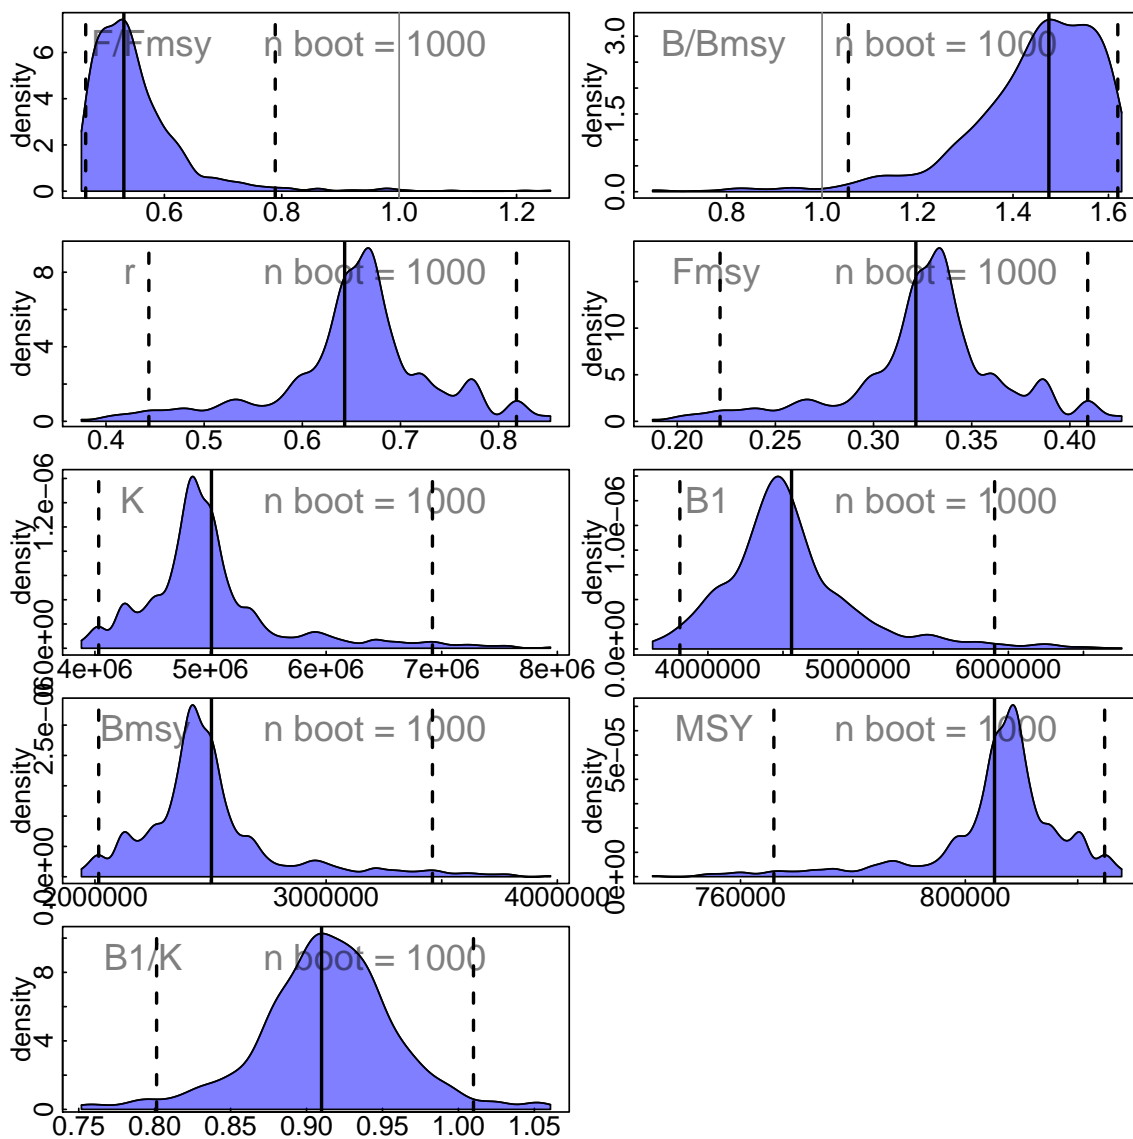 F/Fmsy n boot = 1000
density
0 2 4 6
0.6 0.8 1.0 1.2
B/Bmsy n boot = 1000
density
0.0 1.5 3.0
0.8 1.0 1.2 1.4 1.6
r n boot = 1000
density
0 4 8
0.4 0.5 0.6 0.7 0.8
Fmsy n boot = 1000
density
0 5 10
0.20 0.25 0.30 0.35 0.40
K n boot = 1000
density
0e+00 1.2e−06
4e+06 5e+06 6e+06 7e+06 8e+06
B1 n boot = 1000
density
0.0e+00 1.0e−06
4000000 5000000 6000000
Bmsy n boot = 1000
density
0.0e+00 2.5e−06
2000000 3000000 4000000
MSY n boot = 1000
density
0e+00 5e−05
760000 800000
B1/K n boot = 1000
density
0 4 8
0.75 0.80 0.85 0.90 0.95 1.00 1.05